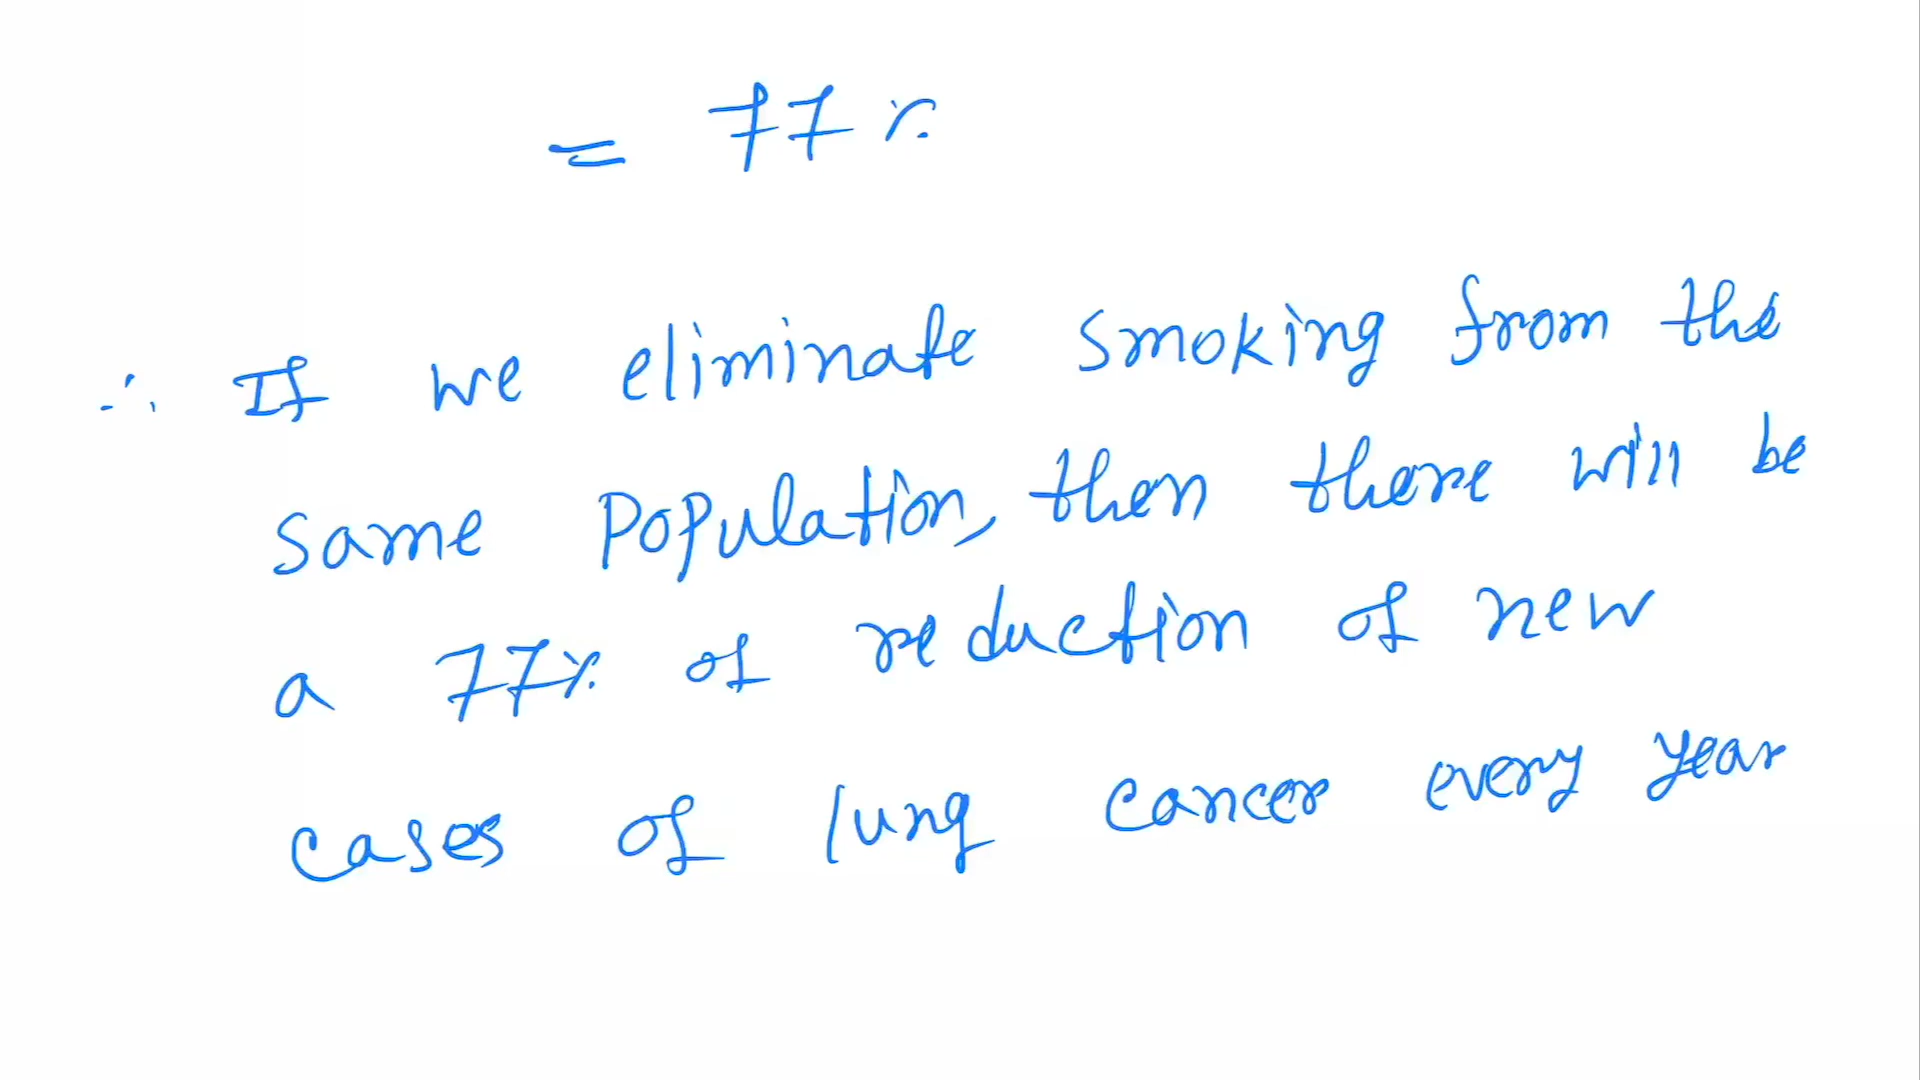 = 77%
∴ If we eliminate smoking from the
same population, then there will be
a 77% of reduction of new
cases of lung cancer every year